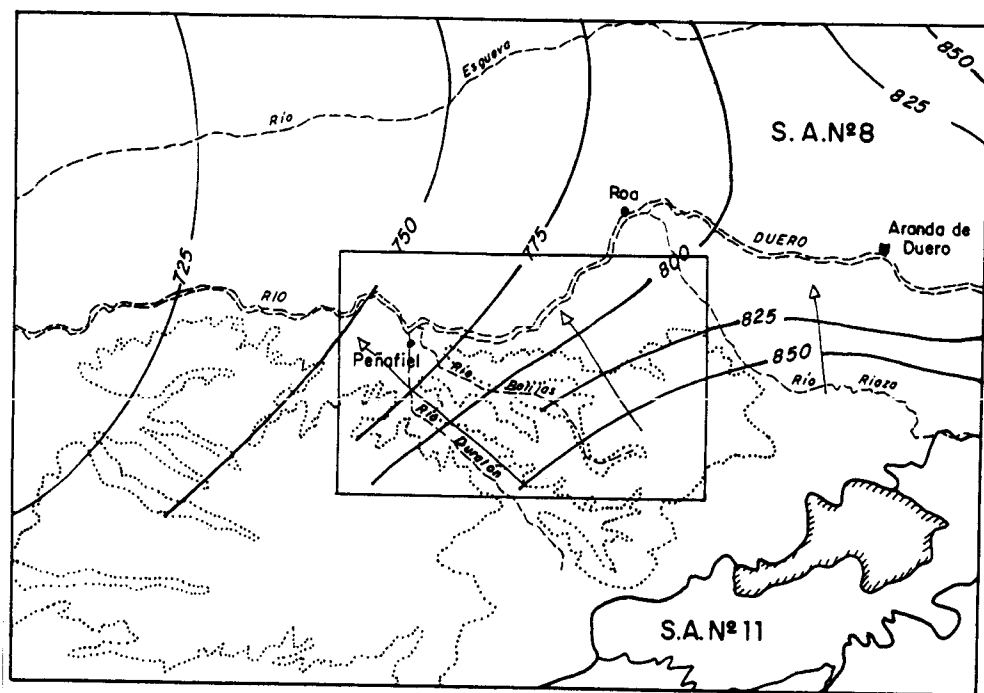 850
825
Esgueva
Río
S. A. Nº 8
Roa
DUERO
Aranda de
Duero
750
775
800
725
RIO
825
850
Peñafiel
Río
Botijas
Río
Riaza
Río
Duratón
S.A. Nº 11